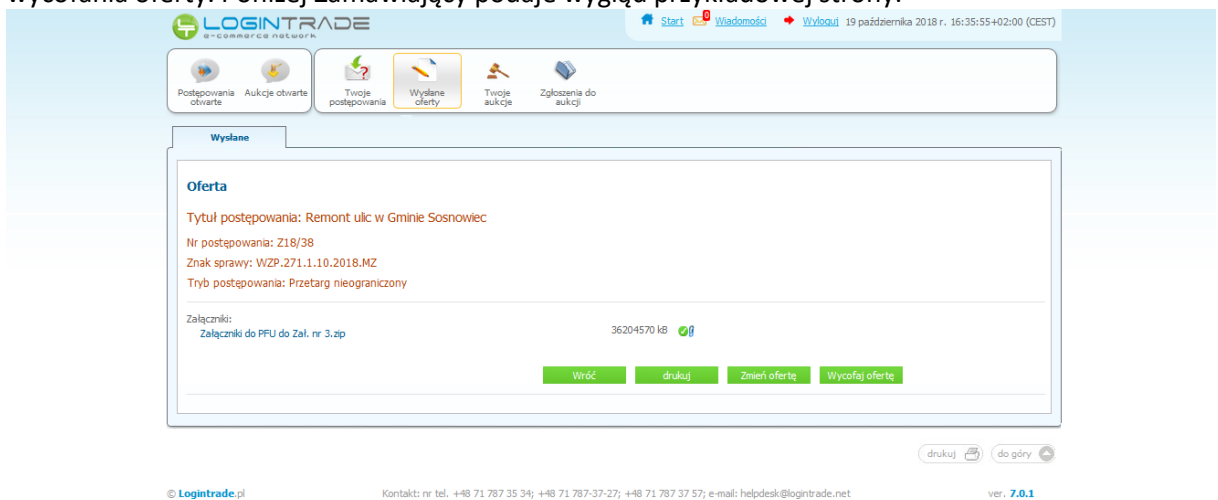 wycofania oferty. Poniżej Zamawiający podaje wygląd przykładowej strony.
LOGINTRADE
e-commerce network
Start 0 Wiadomości Wyloguj 19 października 2018 r. 16:35:55+02:00 (CEST)
Postępowania otwarte
Aukcje otwarte
Twoje postępowania
Wysłane oferty
Twoje aukcje
Zgłoszenia do aukcji
Wysłane
Oferta
Tytuł postępowania: Remont ulic w Gminie Sosnowiec
Nr postępowania: Z18/38
Znak sprawy: WZP.271.1.10.2018.MZ
Tryb postępowania: Przetarg nieograniczony
Załączniki:
Załączniki do PFU do Zał. nr 3.zip 36204570 kB
Wróć drukuj Zmień ofertę Wycofaj ofertę
drukuj do góry
© Logintrade.pl Kontakt: nr tel. +48 71 787 35 34; +48 71 787-37-27; +48 71 787 37 57; e-mail: helpdesk@logintrade.net ver. 7.0.1